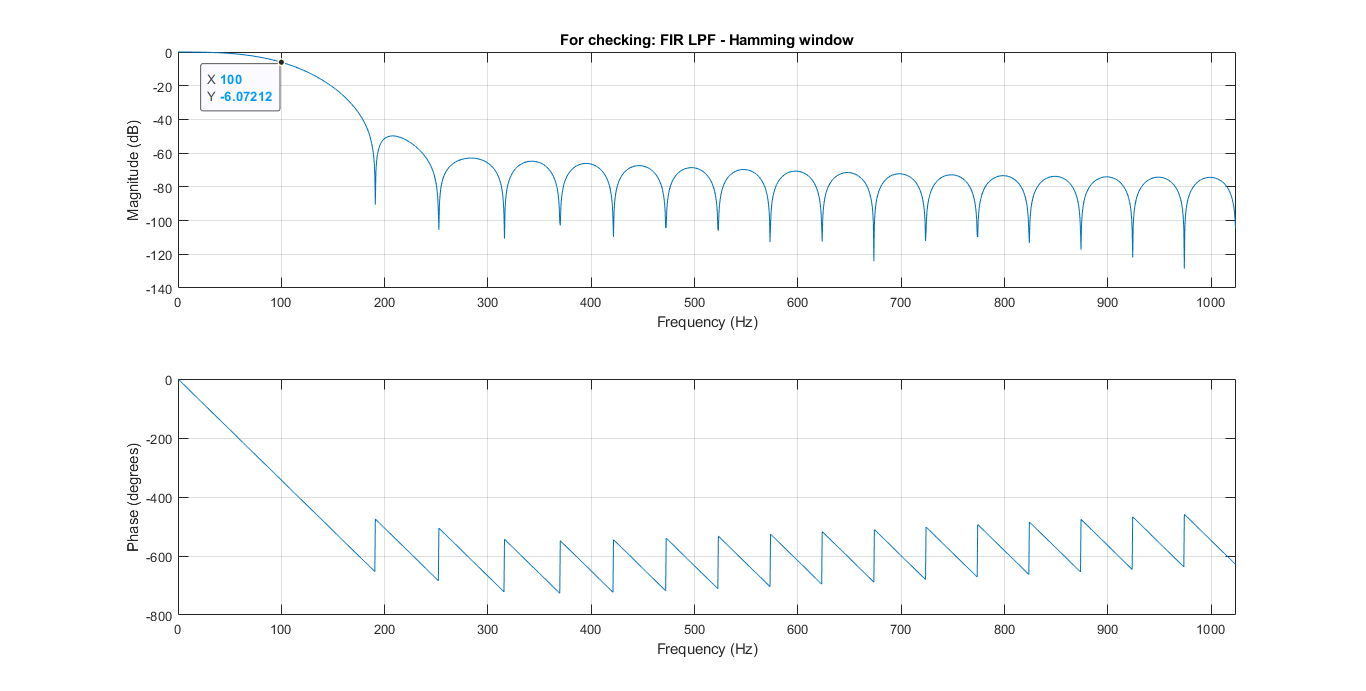 For checking: FIR LPF - Hamming window
0
-20
-40
-60
-80
-100
-120
-140
Magnitude (dB)
X 100
Y -6.07212
0 100 200 300 400 500 600 700 800 900 1000
Frequency (Hz)
0
-200
-400
-600
-800
Phase (degrees)
0 100 200 300 400 500 600 700 800 900 1000
Frequency (Hz)